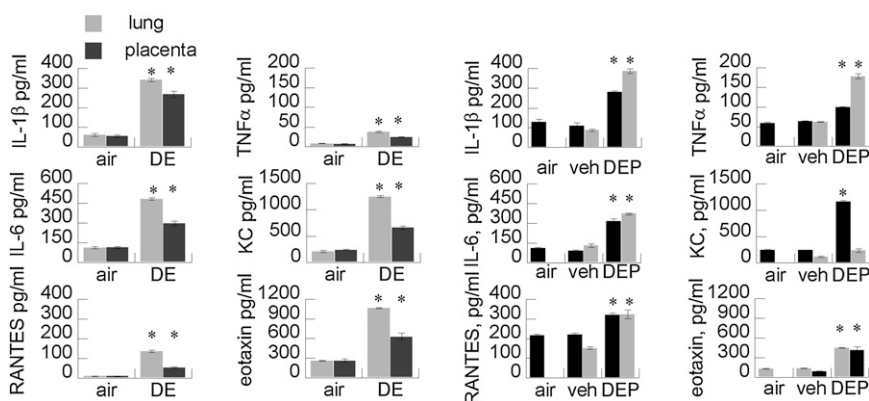 lung
placenta
IL-1β pg/ml
400
300
200
100
0
* *
air DE
TNFα pg/ml
200
150
100
50
0
* *
air DE
IL-1β pg/ml
400
300
200
100
0
* *
air veh DEP
TNFα pg/ml
200
150
100
50
0
* *
air veh DEP
IL-6 pg/ml
600
450
300
150
0
* *
air DE
KC pg/ml
1500
1000
500
0
* *
air DE
IL-6, pg/ml
600
450
300
150
0
* *
air veh DEP
KC, pg/ml
1500
1000
500
0
*
air veh DEP
RANTES pg/ml
400
300
200
100
0
* *
air DE
eotaxin pg/ml
1200
900
600
300
0
* *
air DE
RANTES, pg/ml
400
300
200
100
0
* *
air veh DEP
eotaxin, pg/ml
1200
900
600
300
0
* *
air veh DEP